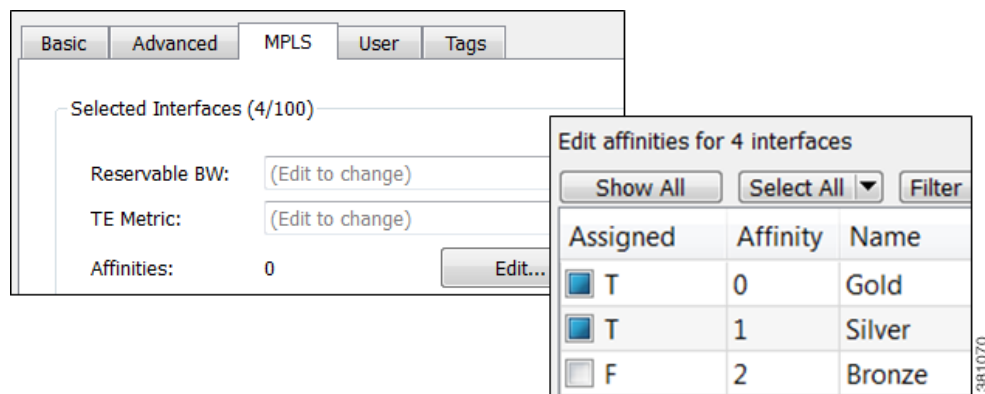 Basic Advanced MPLS User Tags
Selected Interfaces (4/100)
Reservable BW: (Edit to change)
TE Metric: (Edit to change)
Affinities: 0 Edit...
Edit affinities for 4 interfaces
Show All Select All Filter
Assigned Affinity Name
T 0 Gold
T 1 Silver
F 2 Bronze
381070